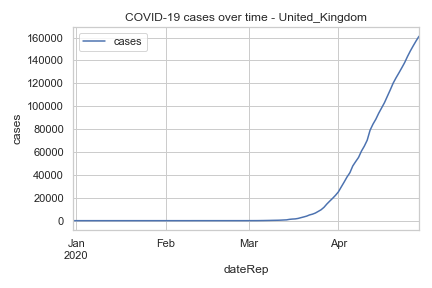 COVID-19 cases over time - United_Kingdom
cases
160000
140000
120000
100000
80000
60000
40000
20000
0
cases
Jan
2020
Feb
Mar
Apr
dateRep